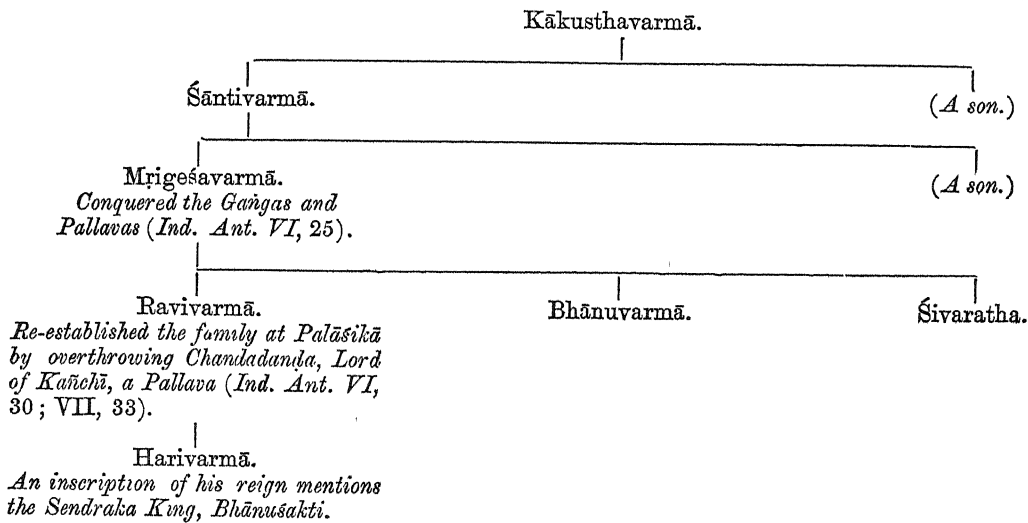 Kākusthavarmā.
Śāntivarmā.
(A son.)
Mṛigeśavarmā.
Conquered the Gaṅgas and
Pallavas (Ind. Ant. VI, 25).
(A son.)
Ravivarmā.
Re-established the family at Palāśikā
by overthrowing Chandadaṇḍa, Lord
of Kañchī, a Pallava (Ind. Ant. VI,
30 ; VII, 33).
Bhānuvarmā.
Śivaratha.
Harivarmā.
An inscription of his reign mentions
the Sendraka King, Bhānuśakti.